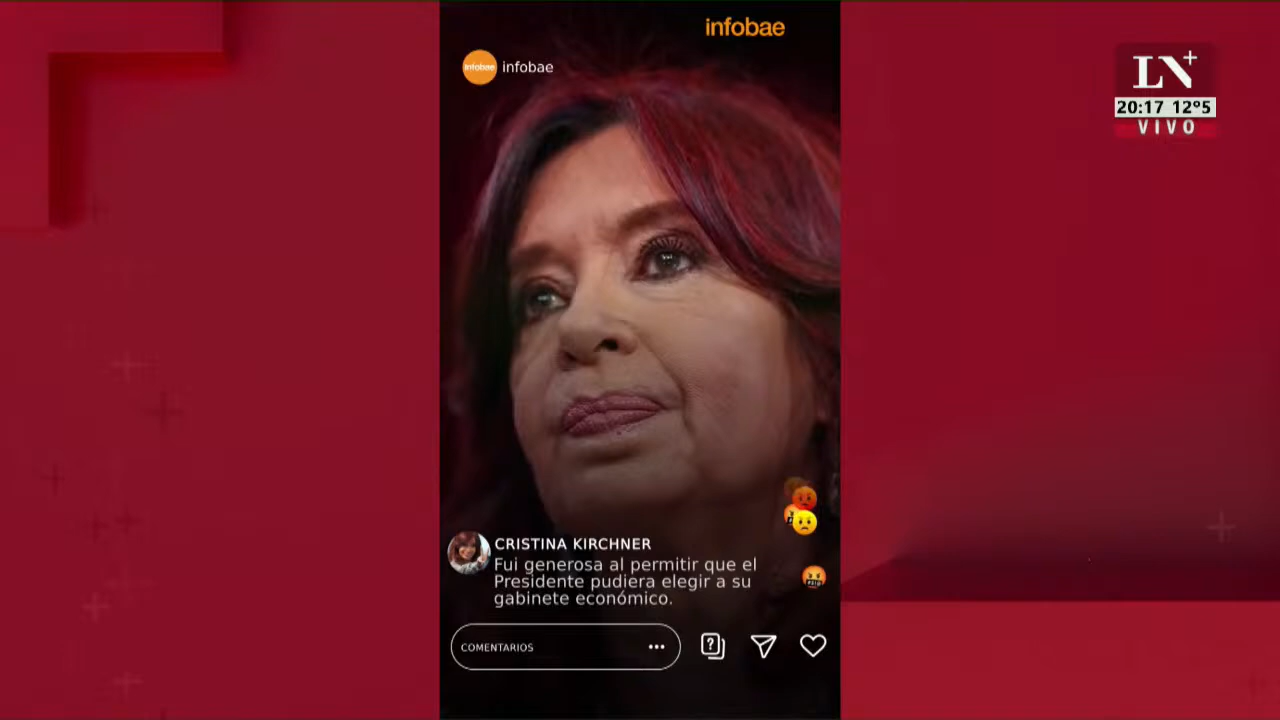 infobae
infobae
infobae
LN+
20:17 12°5
VIVO
CRISTINA KIRCHNER
Fui generosa al permitir que el
Presidente pudiera elegir a su
gabinete económico.
COMENTARIOS